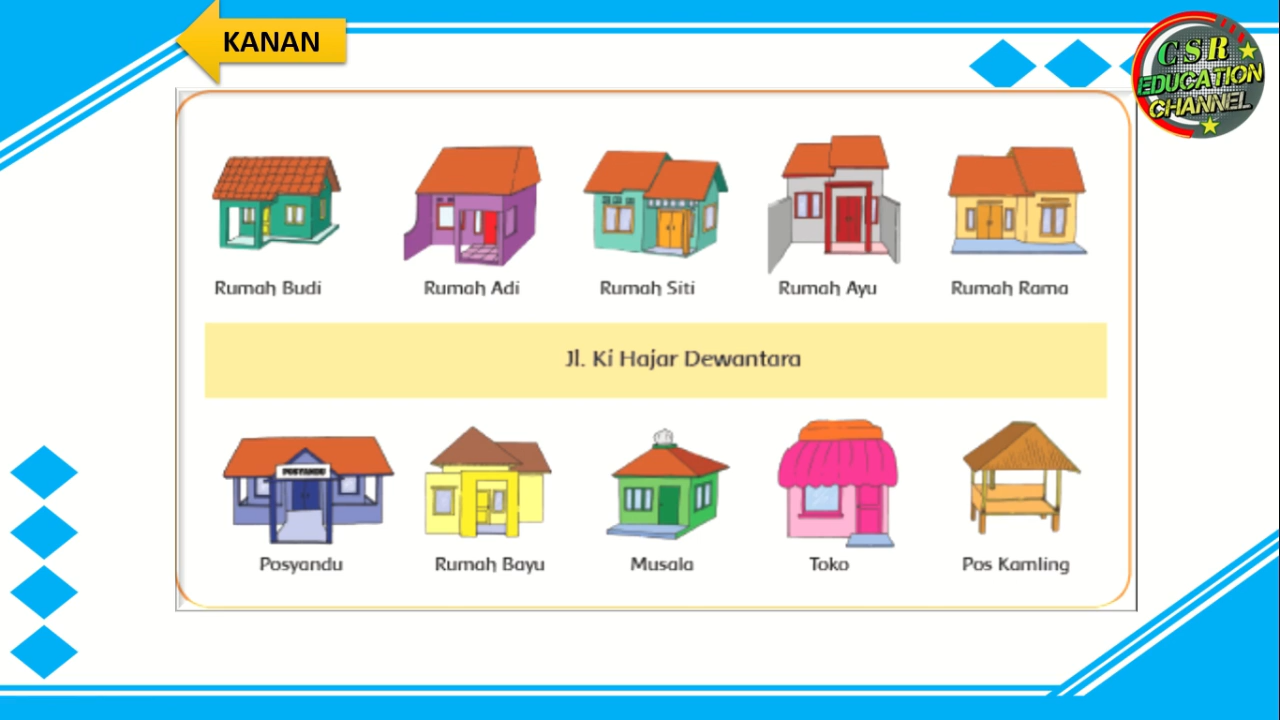 KANAN
CSR
EDUCATION
CHANNEL
Rumah Budi
Rumah Adi
Rumah Siti
Rumah Ayu
Rumah Rama
Jl. Ki Hajar Dewantara
POSYANDU
Posyandu
Rumah Bayu
Musala
Toko
Pos Kamling